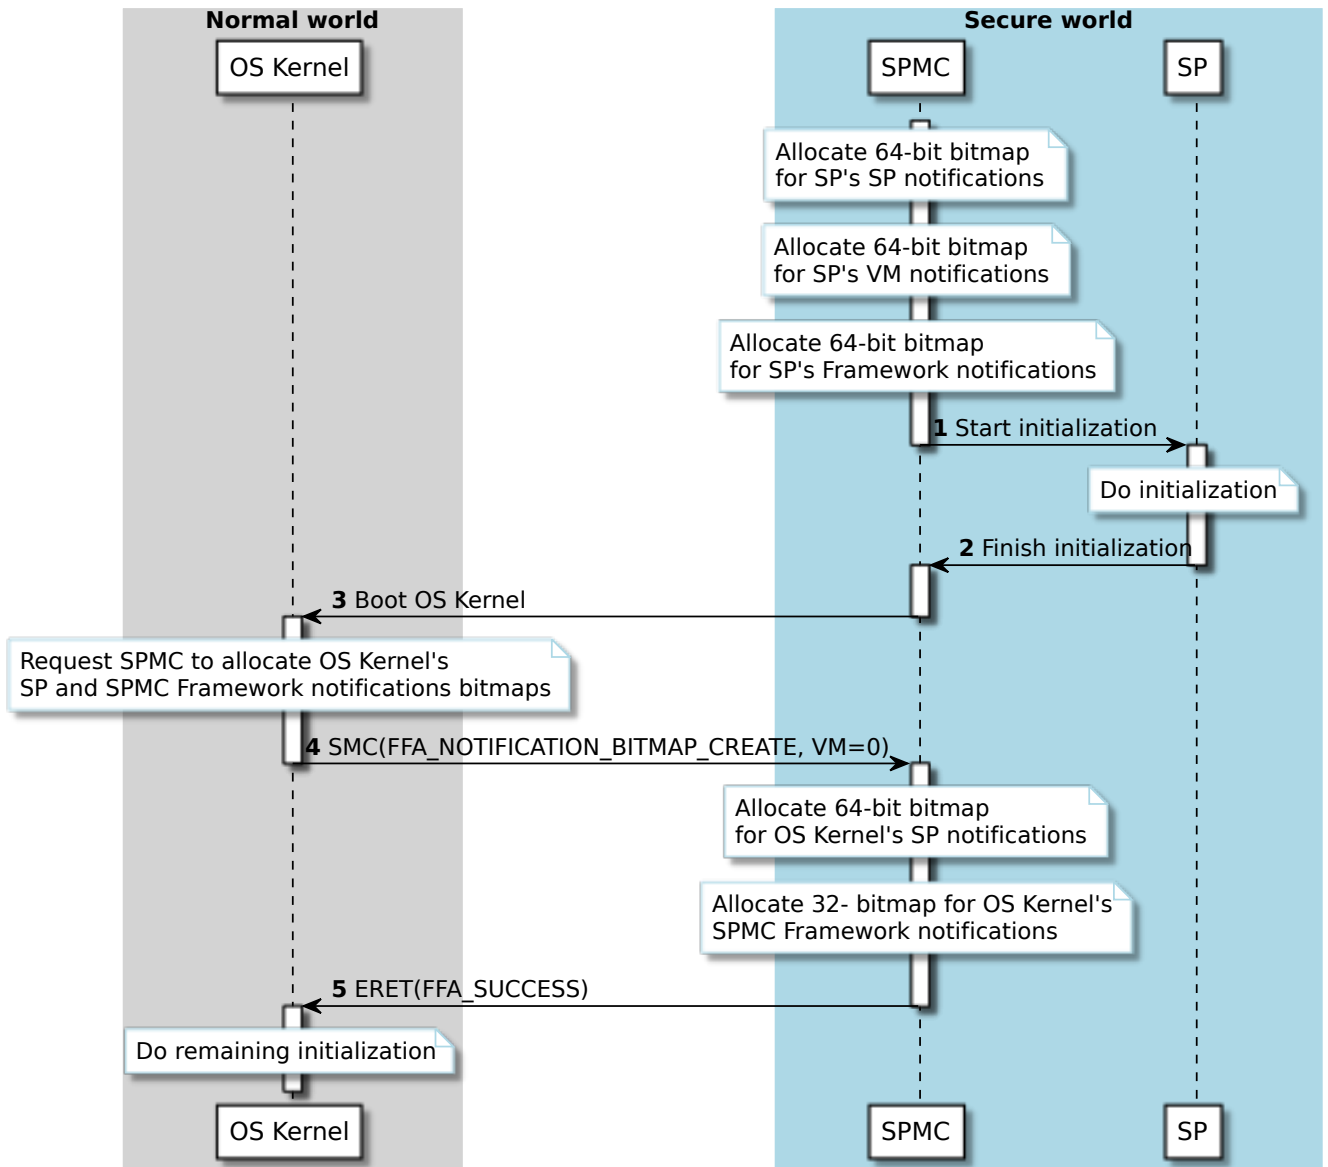 Normal world
Secure world
OS Kernel
SPMC
SP
Allocate 64-bit bitmap
for SP's SP notifications
Allocate 64-bit bitmap
for SP's VM notifications
Allocate 64-bit bitmap
for SP's Framework notifications
1 Start initialization
Do initialization
2 Finish initialization
3 Boot OS Kernel
Request SPMC to allocate OS Kernel's
SP and SPMC Framework notifications bitmaps
4 SMC(FFA_NOTIFICATION_BITMAP_CREATE, VM=0)
Allocate 64-bit bitmap
for OS Kernel's SP notifications
Allocate 32- bitmap for OS Kernel's
SPMC Framework notifications
5 ERET(FFA_SUCCESS)
Do remaining initialization
OS Kernel
SPMC
SP